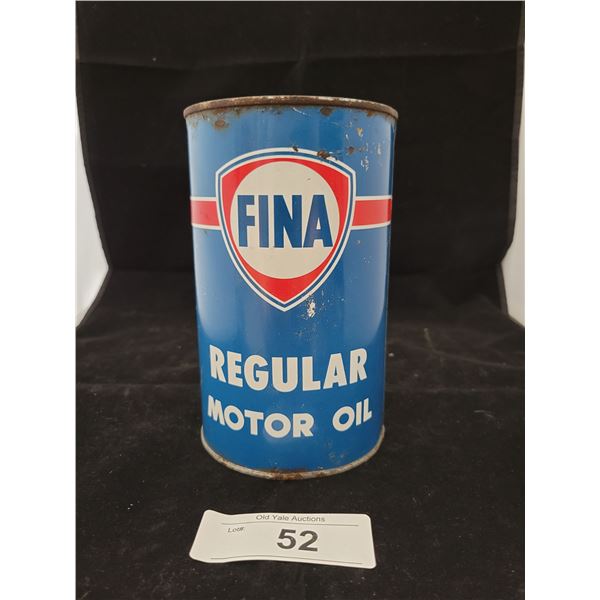 FINA
REGULAR
MOTOR OIL
Old Yale Auctions
Lot#:
52